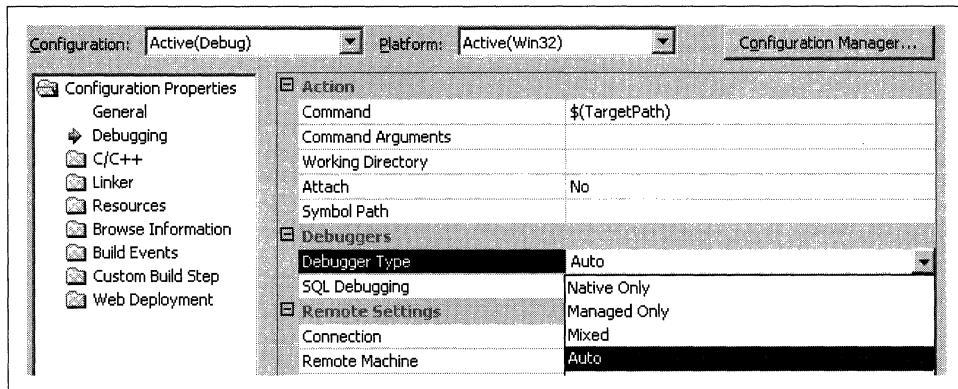 Configuration: Active(Debug) Platform: Active(Win32) Configuration Manager...
Configuration Properties
General
Debugging
C/C++
Linker
Resources
Browse Information
Build Events
Custom Build Step
Web Deployment
Action
Command $(TargetPath)
Command Arguments
Working Directory
Attach No
Symbol Path
Debuggers
Debugger Type Auto
SQL Debugging Native Only
Remote Settings Managed Only
Connection Mixed
Remote Machine Auto